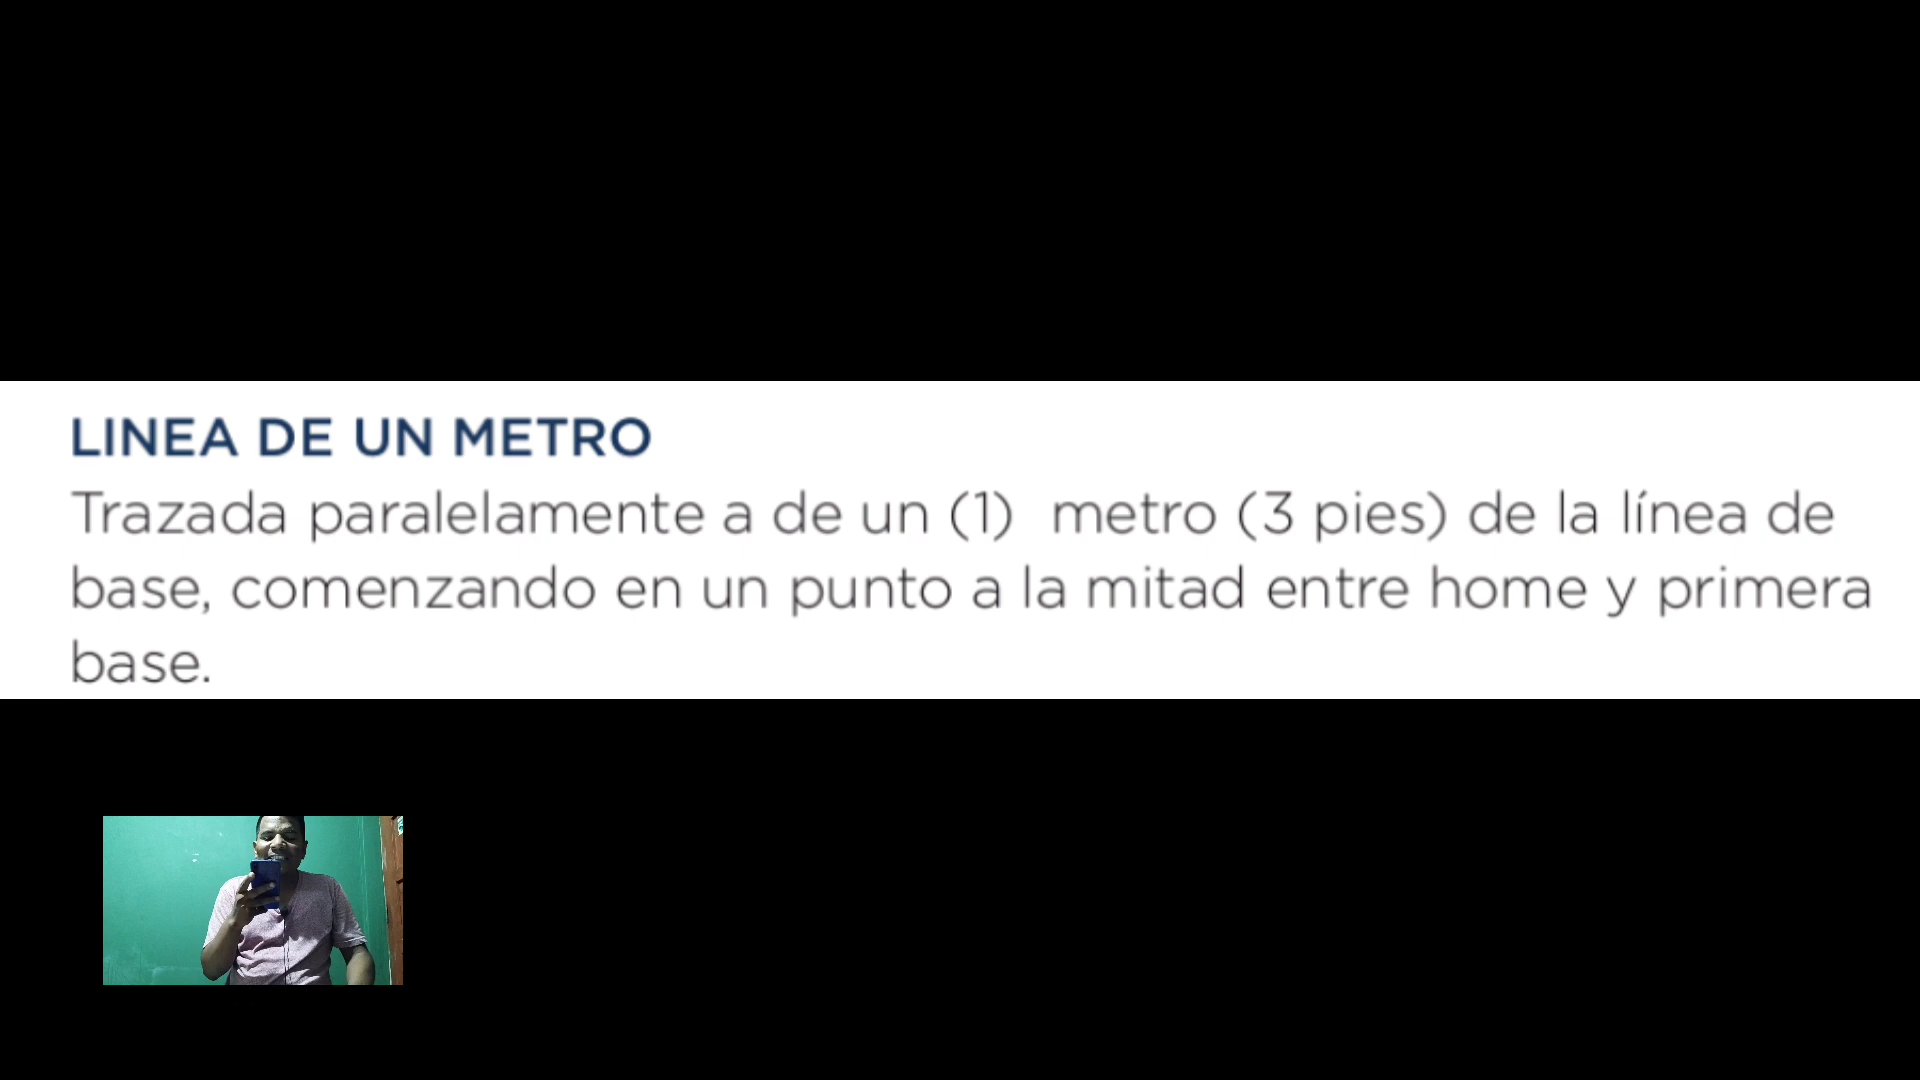 LINEA DE UN METRO
Trazada paralelamente a de un (1) metro (3 pies) de la línea de
base, comenzando en un punto a la mitad entre home y primera
base.